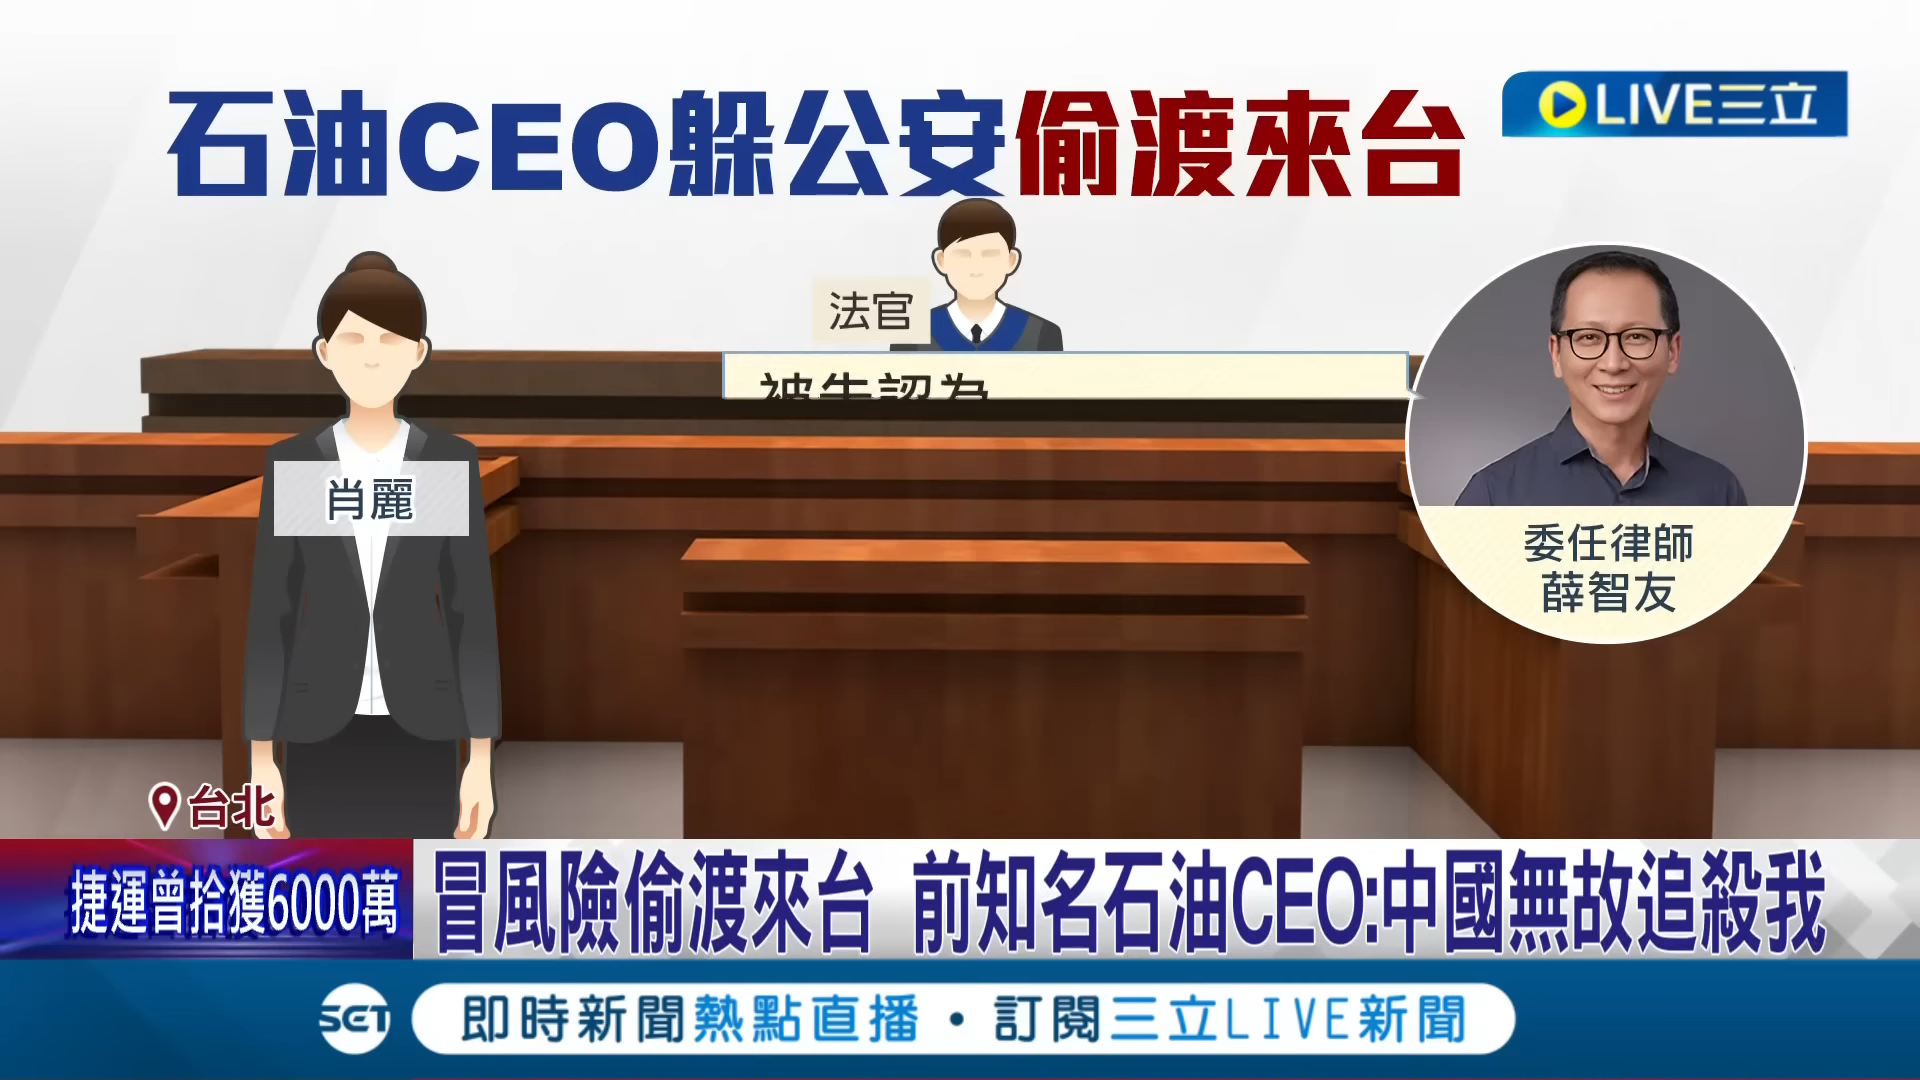 石油CEO躲公安偷渡來台
LIVE三立
法官
被告認為
肖麗
委任律師
薛智友
台北
捷運曾拾獲6000萬
冒風險偷渡來台 前知名石油CEO:中國無故追殺我
SET
即時新聞熱點直播・訂閱三立LIVE新聞